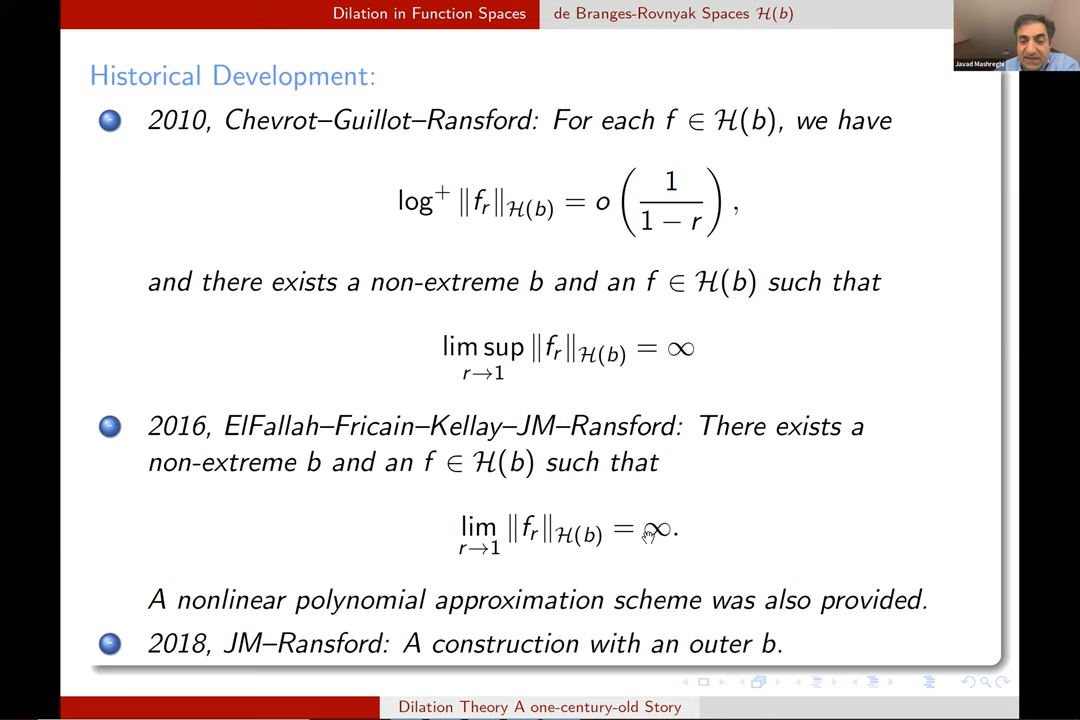 Dilation in Function Spaces de Branges-Rovnyak Spaces ℋ(b)
Javad Mashreghi
Historical Development:
2010, Chevrot–Guillot–Ransford: For each f ∈ ℋ(b), we have
log⁺ ‖f_r‖_ℋ(b) = o (1/(1 − r)),
and there exists a non-extreme b and an f ∈ ℋ(b) such that
lim sup_{r→1} ‖f_r‖_ℋ(b) = ∞
2016, ElFallah–Fricain–Kellay–JM–Ransford: There exists a
non-extreme b and an f ∈ ℋ(b) such that
lim_{r→1} ‖f_r‖_ℋ(b) = ∞.
A nonlinear polynomial approximation scheme was also provided.
2018, JM–Ransford: A construction with an outer b.
Dilation Theory A one-century-old Story